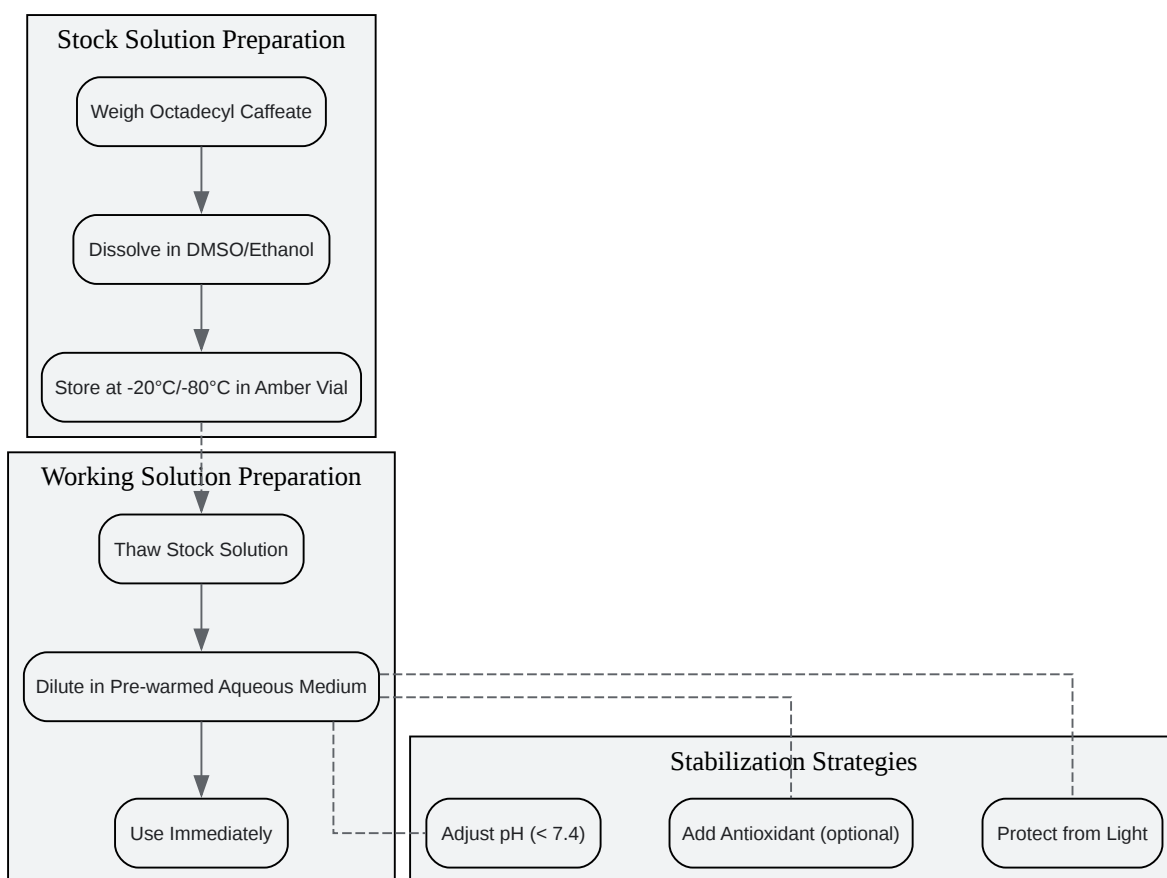 Stock Solution Preparation
Weigh Octadecyl Caffeate
Dissolve in DMSO/Ethanol
Store at -20°C/-80°C in Amber Vial
Working Solution Preparation
Thaw Stock Solution
Dilute in Pre-warmed Aqueous Medium
Use Immediately
Stabilization Strategies
Adjust pH (< 7.4)
Add Antioxidant (optional)
Protect from Light